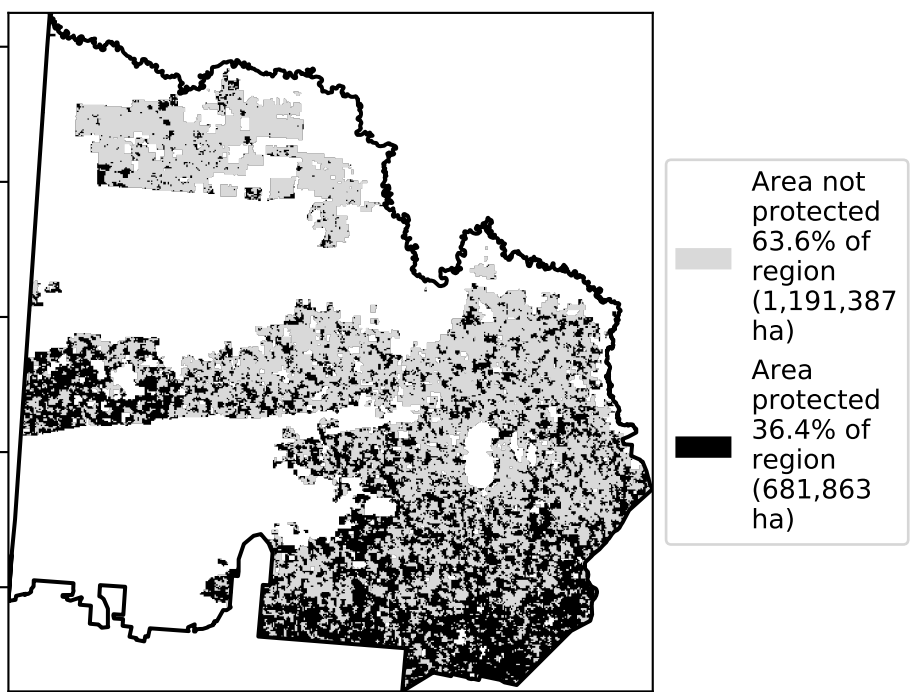 Area not
protected
63.6% of
region
(1,191,387
ha)
Area
protected
36.4% of
region
(681,863
ha)